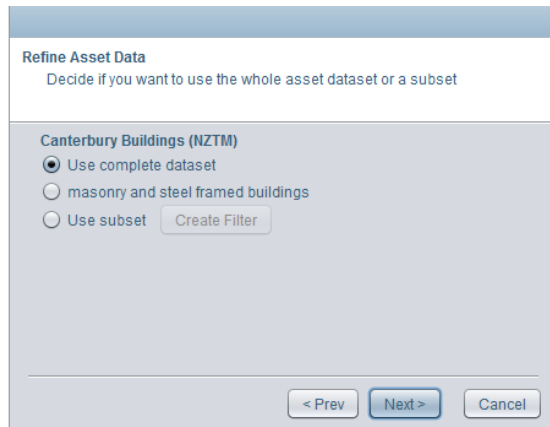 Refine Asset Data
Decide if you want to use the whole asset dataset or a subset
Canterbury Buildings (NZTM)
Use complete dataset
masonry and steel framed buildings
Use subset Create Filter
< Prev Next > Cancel